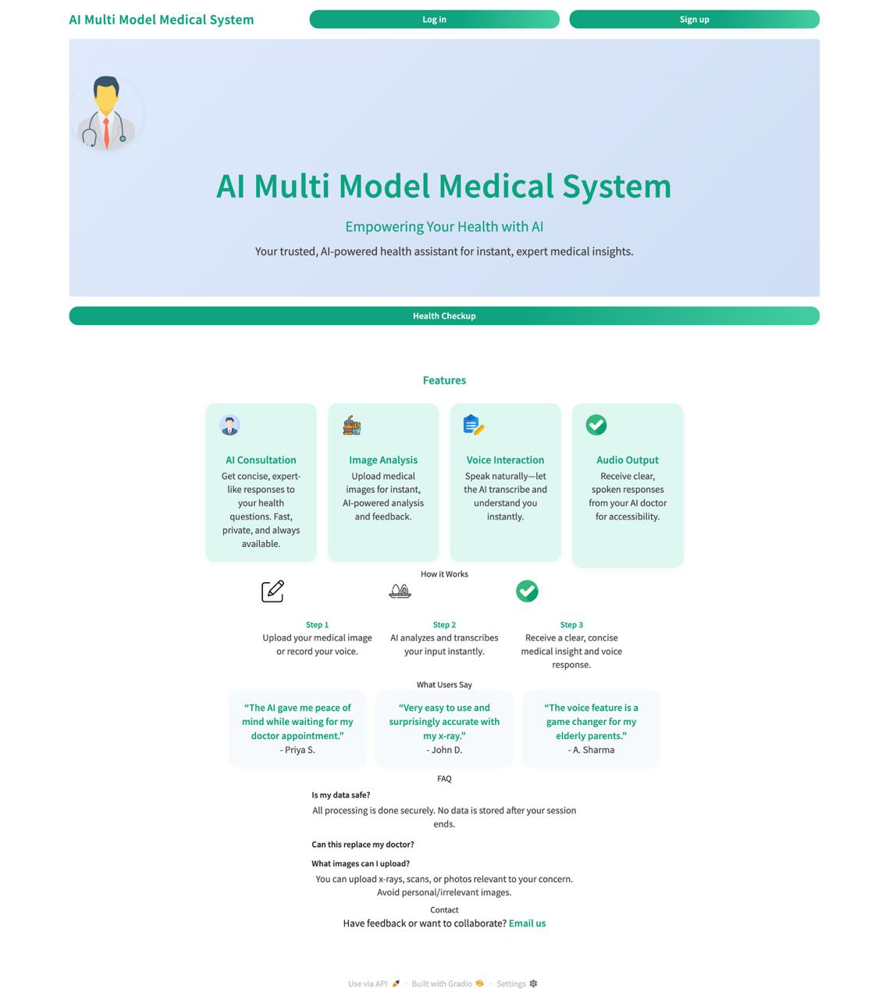 AI Multi Model Medical System
Log in
Sign up
AI Multi Model Medical System
Empowering Your Health with AI
Your trusted, AI-powered health assistant for instant, expert medical insights.
Health Checkup
Features
AI Consultation
Get concise, expert-
like responses to
your health
questions. Fast,
private, and always
available.
Image Analysis
Upload medical
images for instant,
AI-powered analysis
and feedback.
Voice Interaction
Speak naturally—let
the AI transcribe and
understand you
instantly.
Audio Output
Receive clear,
spoken responses
from your AI doctor
for accessibility.
How it Works
Step 1
Upload your medical image
or record your voice.
Step 2
AI analyzes and transcribes
your input instantly.
Step 3
Receive a clear, concise
medical insight and voice
response.
What Users Say
“The AI gave me peace of
mind while waiting for my
doctor appointment.”
- Priya S.
“Very easy to use and
surprisingly accurate with
my x-ray.”
- John D.
“The voice feature is a
game changer for my
elderly parents.”
- A. Sharma
FAQ
Is my data safe?
All processing is done securely. No data is stored after your session
ends.
Can this replace my doctor?
What images can I upload?
You can upload x-rays, scans, or photos relevant to your concern.
Avoid personal/irrelevant images.
Contact
Have feedback or want to collaborate? Email us
Use via API · Built with Gradio · Settings